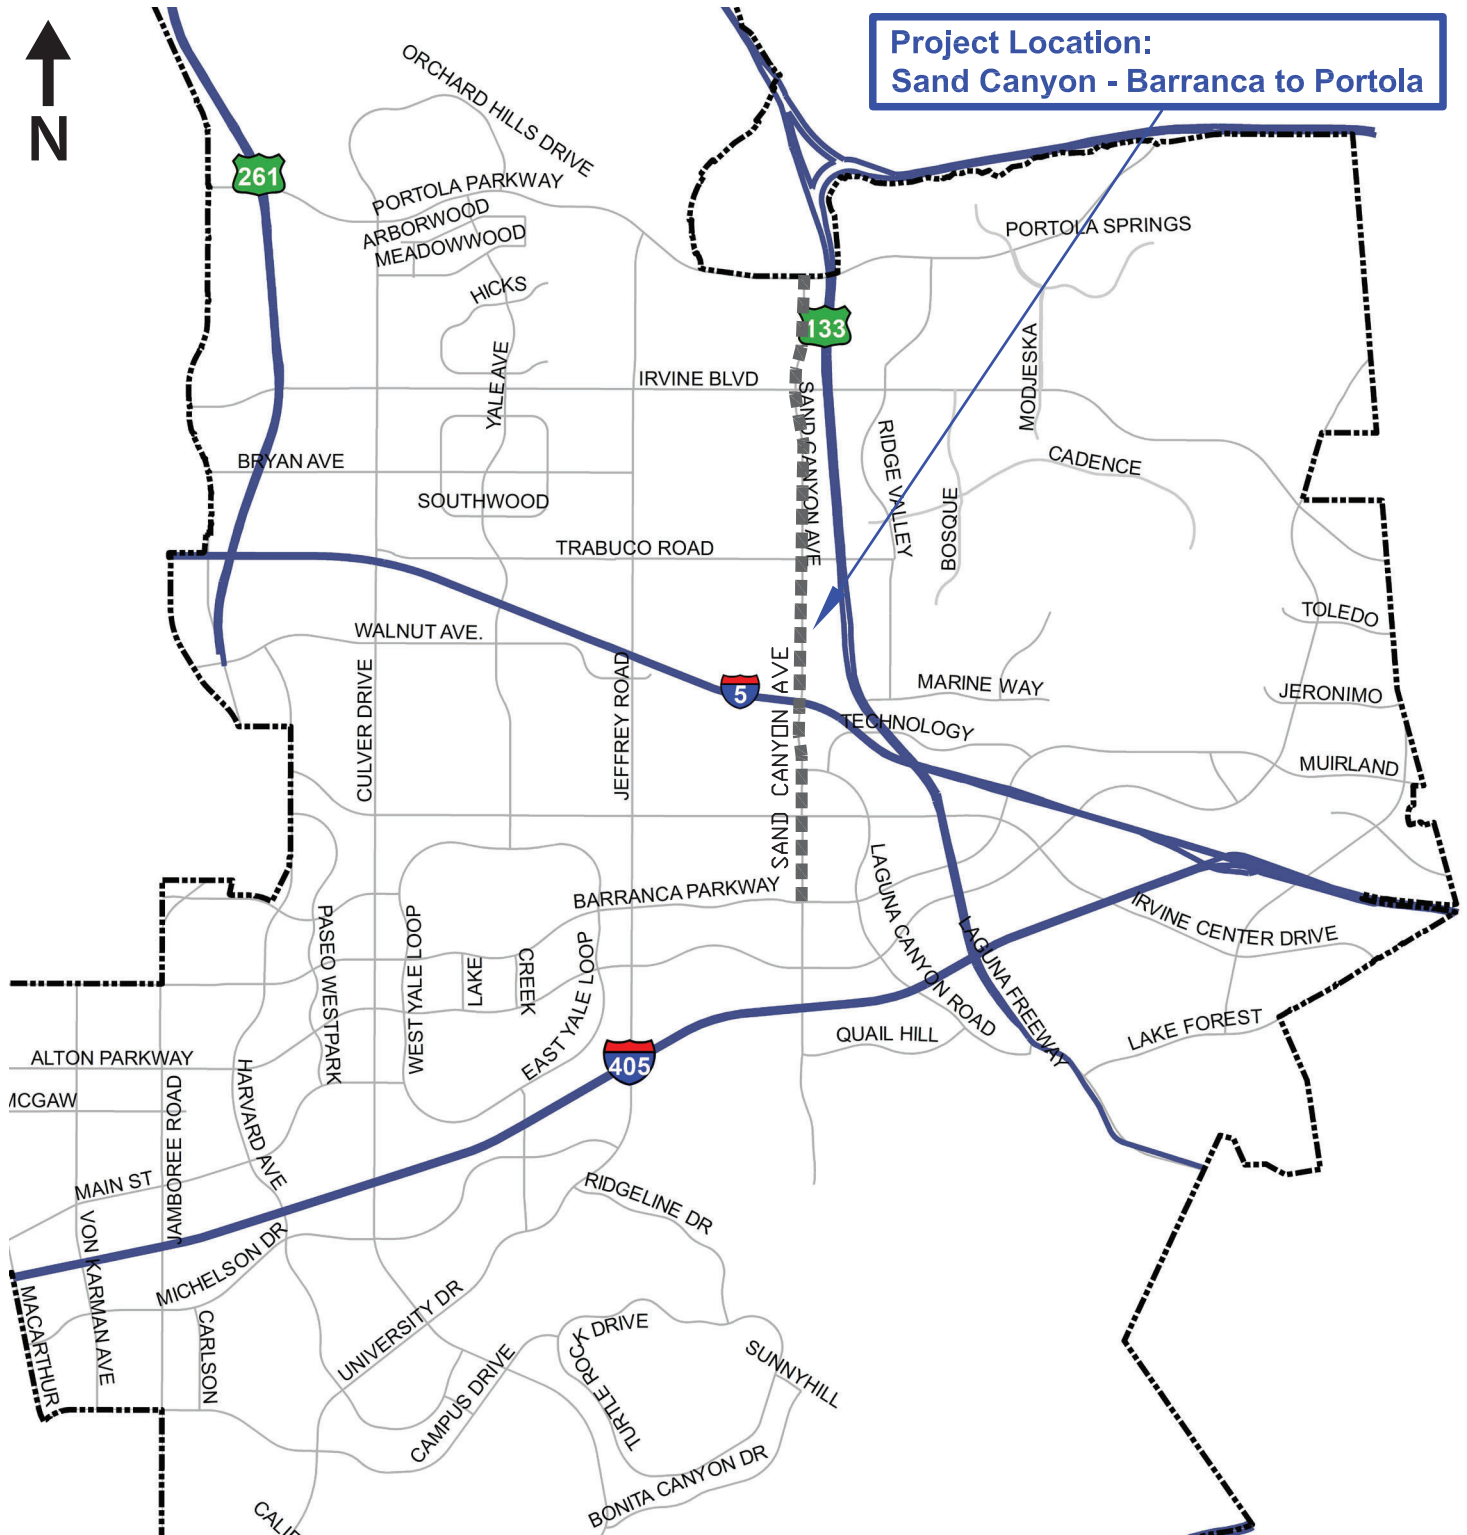 Project Location:
Sand Canyon - Barranca to Portola
N
ORCHARD HILLS DRIVE
261
PORTOLA PARKWAY
ARBORWOOD
MEADOWWOOD
PORTOLA SPRINGS
HICKS
133
YALE AVE
IRVINE BLVD
MODJESKA
SAND CANYON AVE
RIDGE VALLEY
BRYAN AVE
CADENCE
SOUTHWOOD
BOSQUE
TRABUCO ROAD
TOLEDO
WALNUT AVE.
CULVER DRIVE
JEFFREY ROAD
5
SAND CANYON AVE
MARINE WAY
JERONIMO
TECHNOLOGY
MUIRLAND
BARRANCA PARKWAY
LAGUNA CANYON ROAD
IRVINE CENTER DRIVE
PASEO WESTPARK
WEST YALE LOOP
LAKE
CREEK
EAST YALE LOOP
LAGUNA FREEWAY
QUAIL HILL
LAKE FOREST
ALTON PARKWAY
405
MCGAW
JAMBOREE ROAD
HARVARD AVE
MAIN ST
RIDGELINE DR
VON KARMAN AVE
MICHELSON DR
MACARTHUR
CARLSON
UNIVERSITY DR
CAMPUS DRIVE
TURTLE ROCK DRIVE
SUNNYHILL
BONITA CANYON DR
CALIF